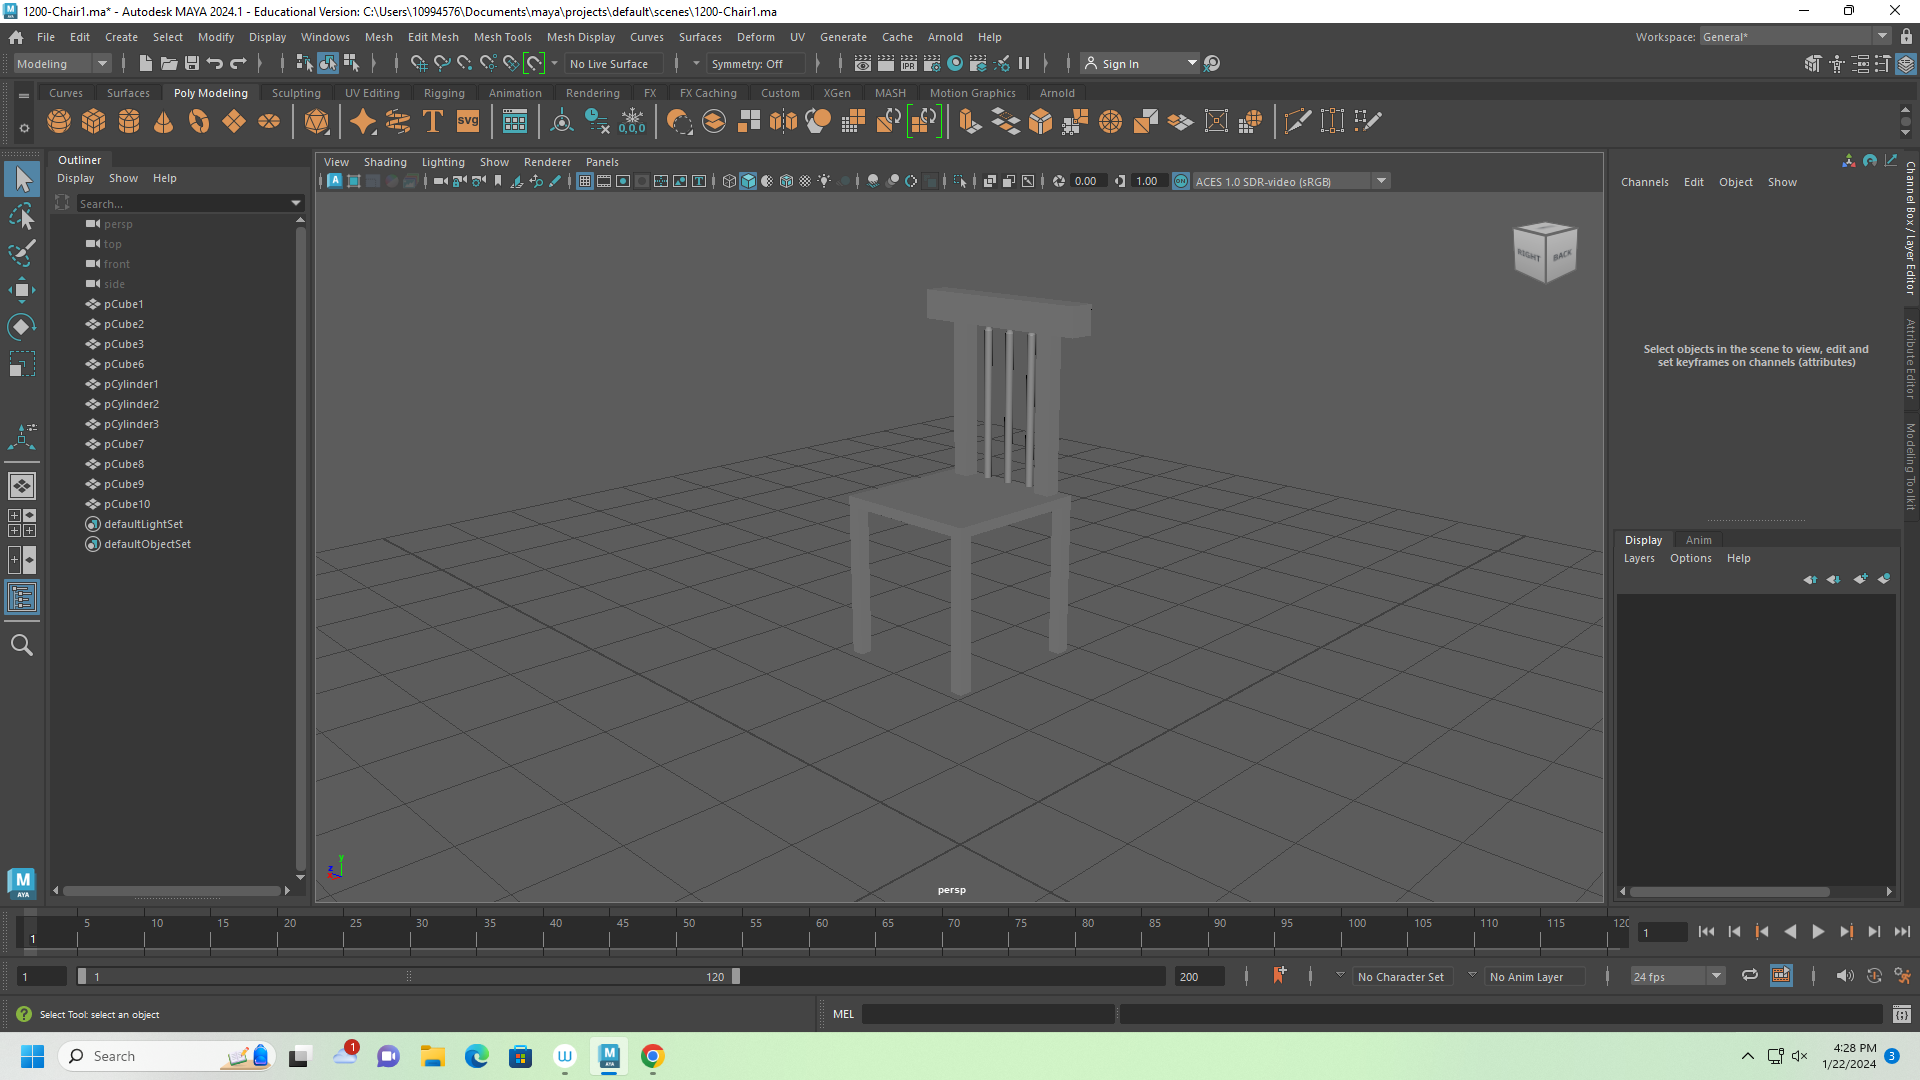 1200-Chair1.ma* - Autodesk MAYA 2024.1 - Educational Version: C:\Users\10994576\Documents\maya\projects\default\scenes\1200-Chair1.ma
File Edit Create Select Modify Display Windows Mesh Edit Mesh Mesh Tools Mesh Display Curves Surfaces Deform UV Generate Cache Arnold Help
Workspace: General*
Modeling
No Live Surface
Symmetry: Off
IPR
Sign In
Curves Surfaces Poly Modeling Sculpting UV Editing Rigging Animation Rendering FX FX Caching Custom XGen MASH Motion Graphics Arnold
T
svg
0,0,0
Outliner
Display Show Help
Search...
persp
top
front
side
pCube1
pCube2
pCube3
pCube6
pCylinder1
pCylinder2
pCylinder3
pCube7
pCube8
pCube9
pCube10
defaultLightSet
defaultObjectSet
View Shading Lighting Show Renderer Panels
A
0.00
1.00
ON
ACES 1.0 SDR-video (sRGB)
RIGHT
BACK
y
z
persp
Channels Edit Object Show
Select objects in the scene to view, edit and
set keyframes on channels (attributes)
Channel Box / Layer Editor
Attribute Editor
Modeling Toolkit
Display Anim
Layers Options Help
M
AYA
5 10 15 20 25 30 35 40 45 50 55 60 65 70 75 80 85 90 95 100 105 110 115 120
1
1
1
1
120
200
No Character Set
No Anim Layer
24 fps
Select Tool: select an object
MEL
Search
1
4:28 PM
1/22/2024
3